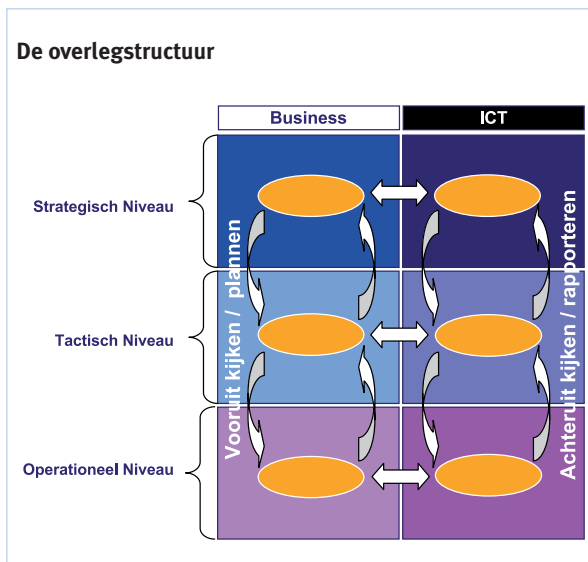 De overlegstructuur
Business
ICT
Strategisch Niveau
Tactisch Niveau
Operationeel Niveau
Vooruit kijken / plannen
Achteruit kijken / rapporteren